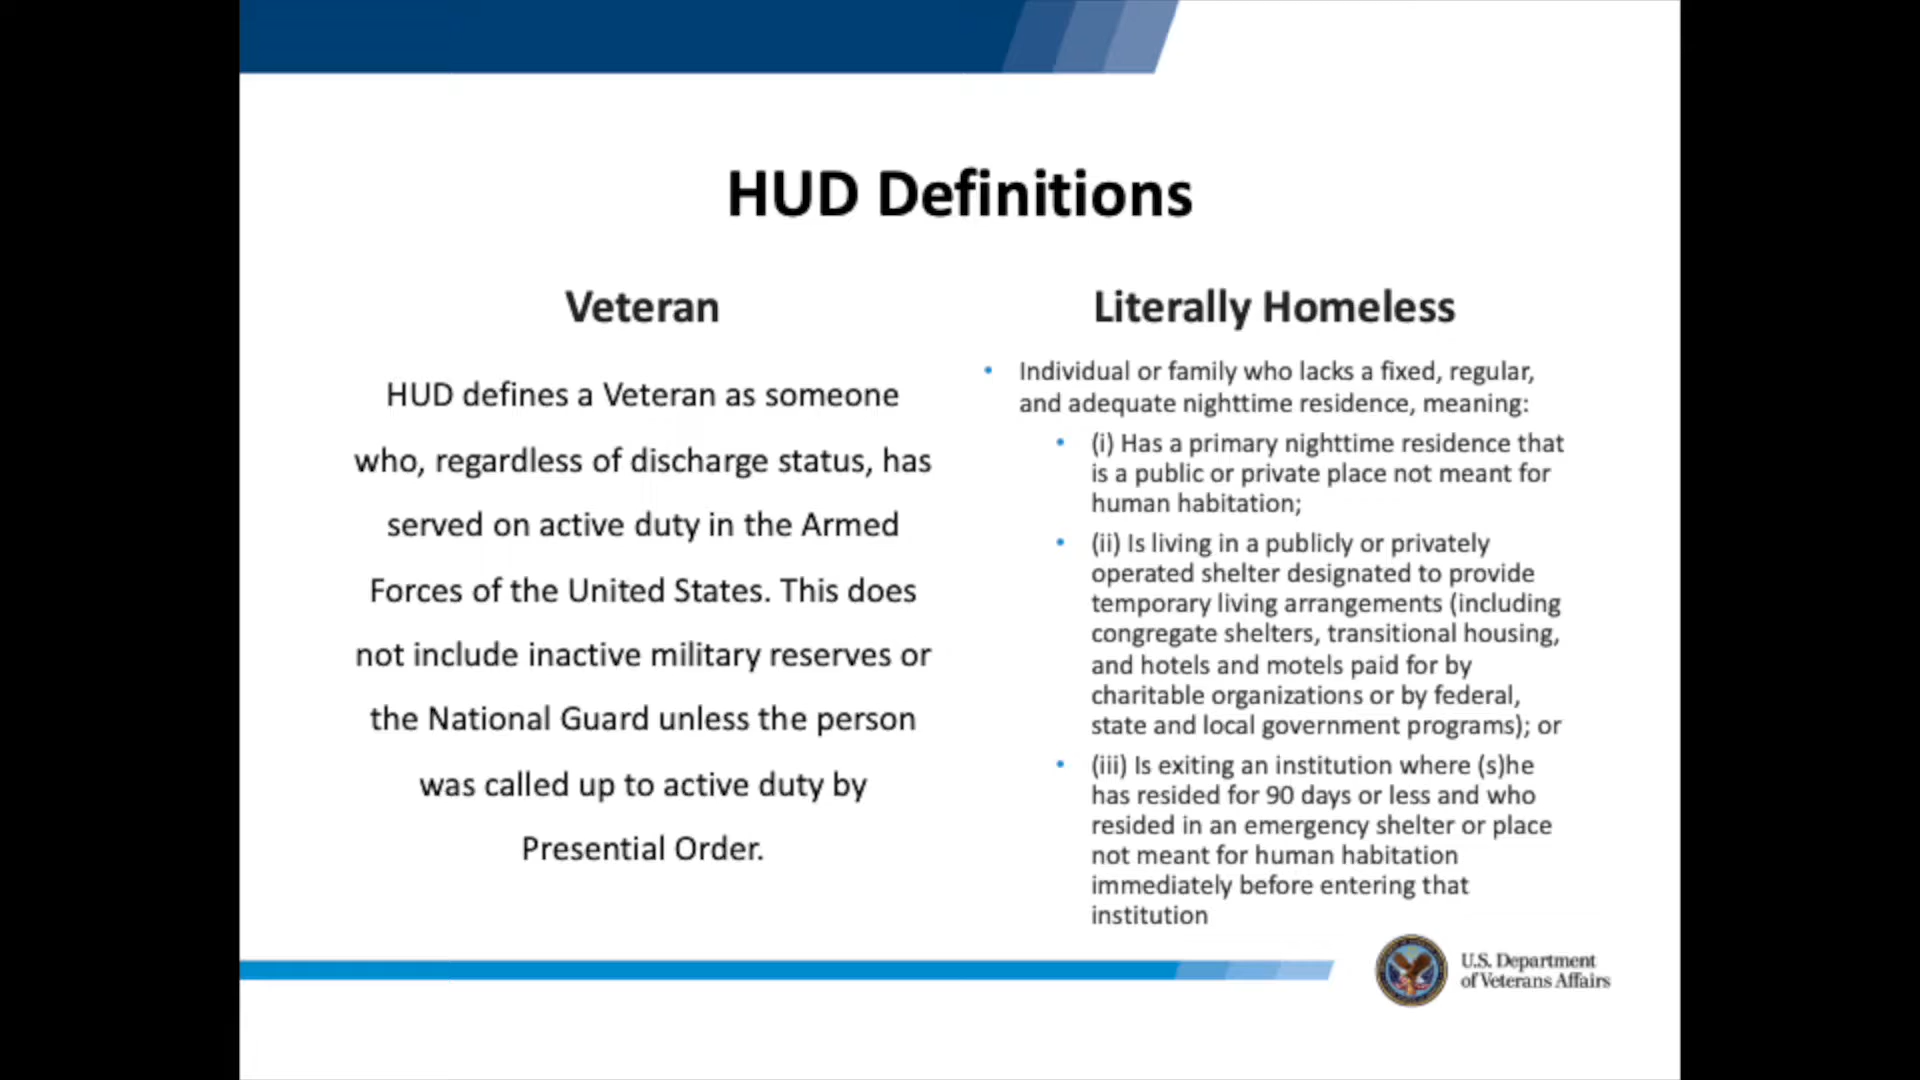 HUD Definitions
Veteran
HUD defines a Veteran as someone
who, regardless of discharge status, has
served on active duty in the Armed
Forces of the United States. This does
not include inactive military reserves or
the National Guard unless the person
was called up to active duty by
Presential Order.
Literally Homeless
• Individual or family who lacks a fixed, regular,
and adequate nighttime residence, meaning:
• (i) Has a primary nighttime residence that
is a public or private place not meant for
human habitation;
• (ii) Is living in a publicly or privately
operated shelter designated to provide
temporary living arrangements (including
congregate shelters, transitional housing,
and hotels and motels paid for by
charitable organizations or by federal,
state and local government programs); or
• (iii) Is exiting an institution where (s)he
has resided for 90 days or less and who
resided in an emergency shelter or place
not meant for human habitation
immediately before entering that
institution
U.S. Department
of Veterans Affairs